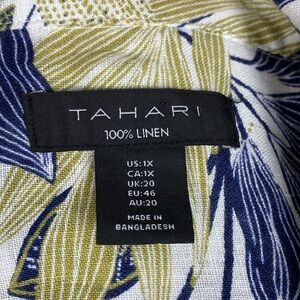 TAHARI
100% LINEN
US:1X
CA:1X
UK:20
EU:46
AU:20
MADE IN
BANGLADESH